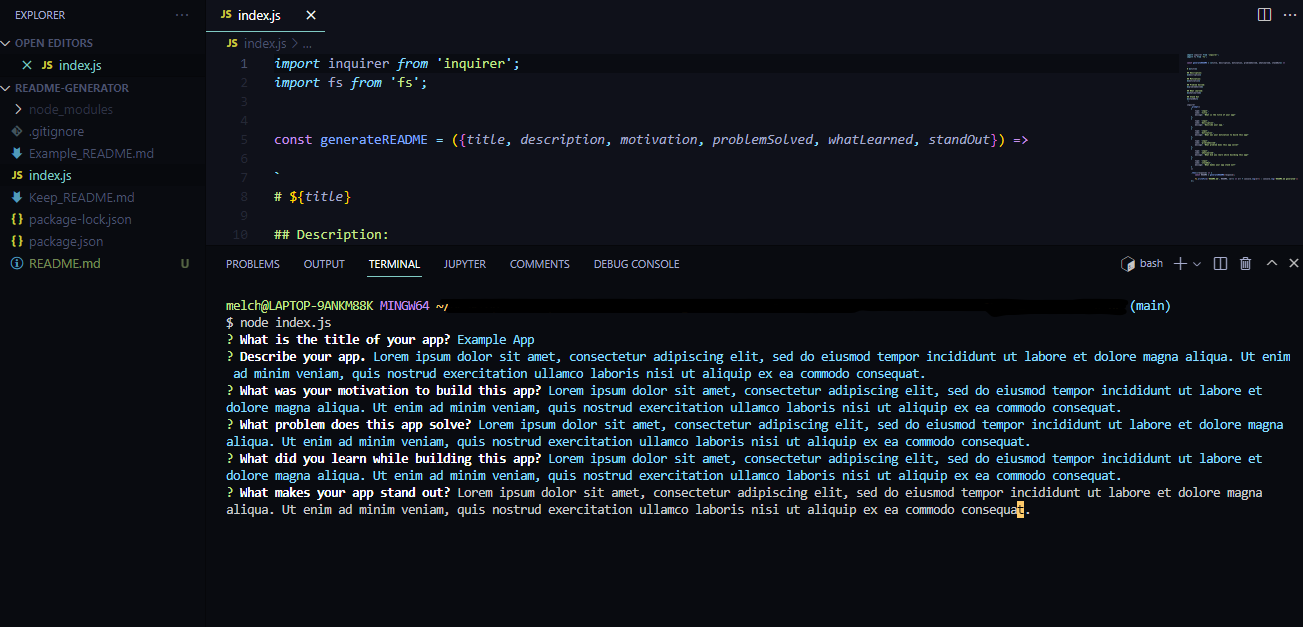 EXPLORER
OPEN EDITORS
JS index.js
README-GENERATOR
node_modules
.gitignore
Example_README.md
JS index.js
Keep_README.md
{} package-lock.json
{} package.json
README.md U
JS index.js
JS index.js > ...
1 import inquirer from 'inquirer';
2 import fs from 'fs';
3
4
5 const generateREADME = ({title, description, motivation, problemSolved, whatLearned, standOut}) =>
6
7 `
8 # ${title}
9
10 ## Description:
PROBLEMS OUTPUT TERMINAL JUPYTER COMMENTS DEBUG CONSOLE
bash
melch@LAPTOP-9ANKM88K MINGW64 ~/ (main)
$ node index.js
? What is the title of your app? Example App
? Describe your app. Lorem ipsum dolor sit amet, consectetur adipiscing elit, sed do eiusmod tempor incididunt ut labore et dolore magna aliqua. Ut enim
ad minim veniam, quis nostrud exercitation ullamco laboris nisi ut aliquip ex ea commodo consequat.
? What was your motivation to build this app? Lorem ipsum dolor sit amet, consectetur adipiscing elit, sed do eiusmod tempor incididunt ut labore et
dolore magna aliqua. Ut enim ad minim veniam, quis nostrud exercitation ullamco laboris nisi ut aliquip ex ea commodo consequat.
? What problem does this app solve? Lorem ipsum dolor sit amet, consectetur adipiscing elit, sed do eiusmod tempor incididunt ut labore et dolore magna
aliqua. Ut enim ad minim veniam, quis nostrud exercitation ullamco laboris nisi ut aliquip ex ea commodo consequat.
? What did you learn while building this app? Lorem ipsum dolor sit amet, consectetur adipiscing elit, sed do eiusmod tempor incididunt ut labore et
dolore magna aliqua. Ut enim ad minim veniam, quis nostrud exercitation ullamco laboris nisi ut aliquip ex ea commodo consequat.
? What makes your app stand out? Lorem ipsum dolor sit amet, consectetur adipiscing elit, sed do eiusmod tempor incididunt ut labore et dolore magna
aliqua. Ut enim ad minim veniam, quis nostrud exercitation ullamco laboris nisi ut aliquip ex ea commodo consequat.